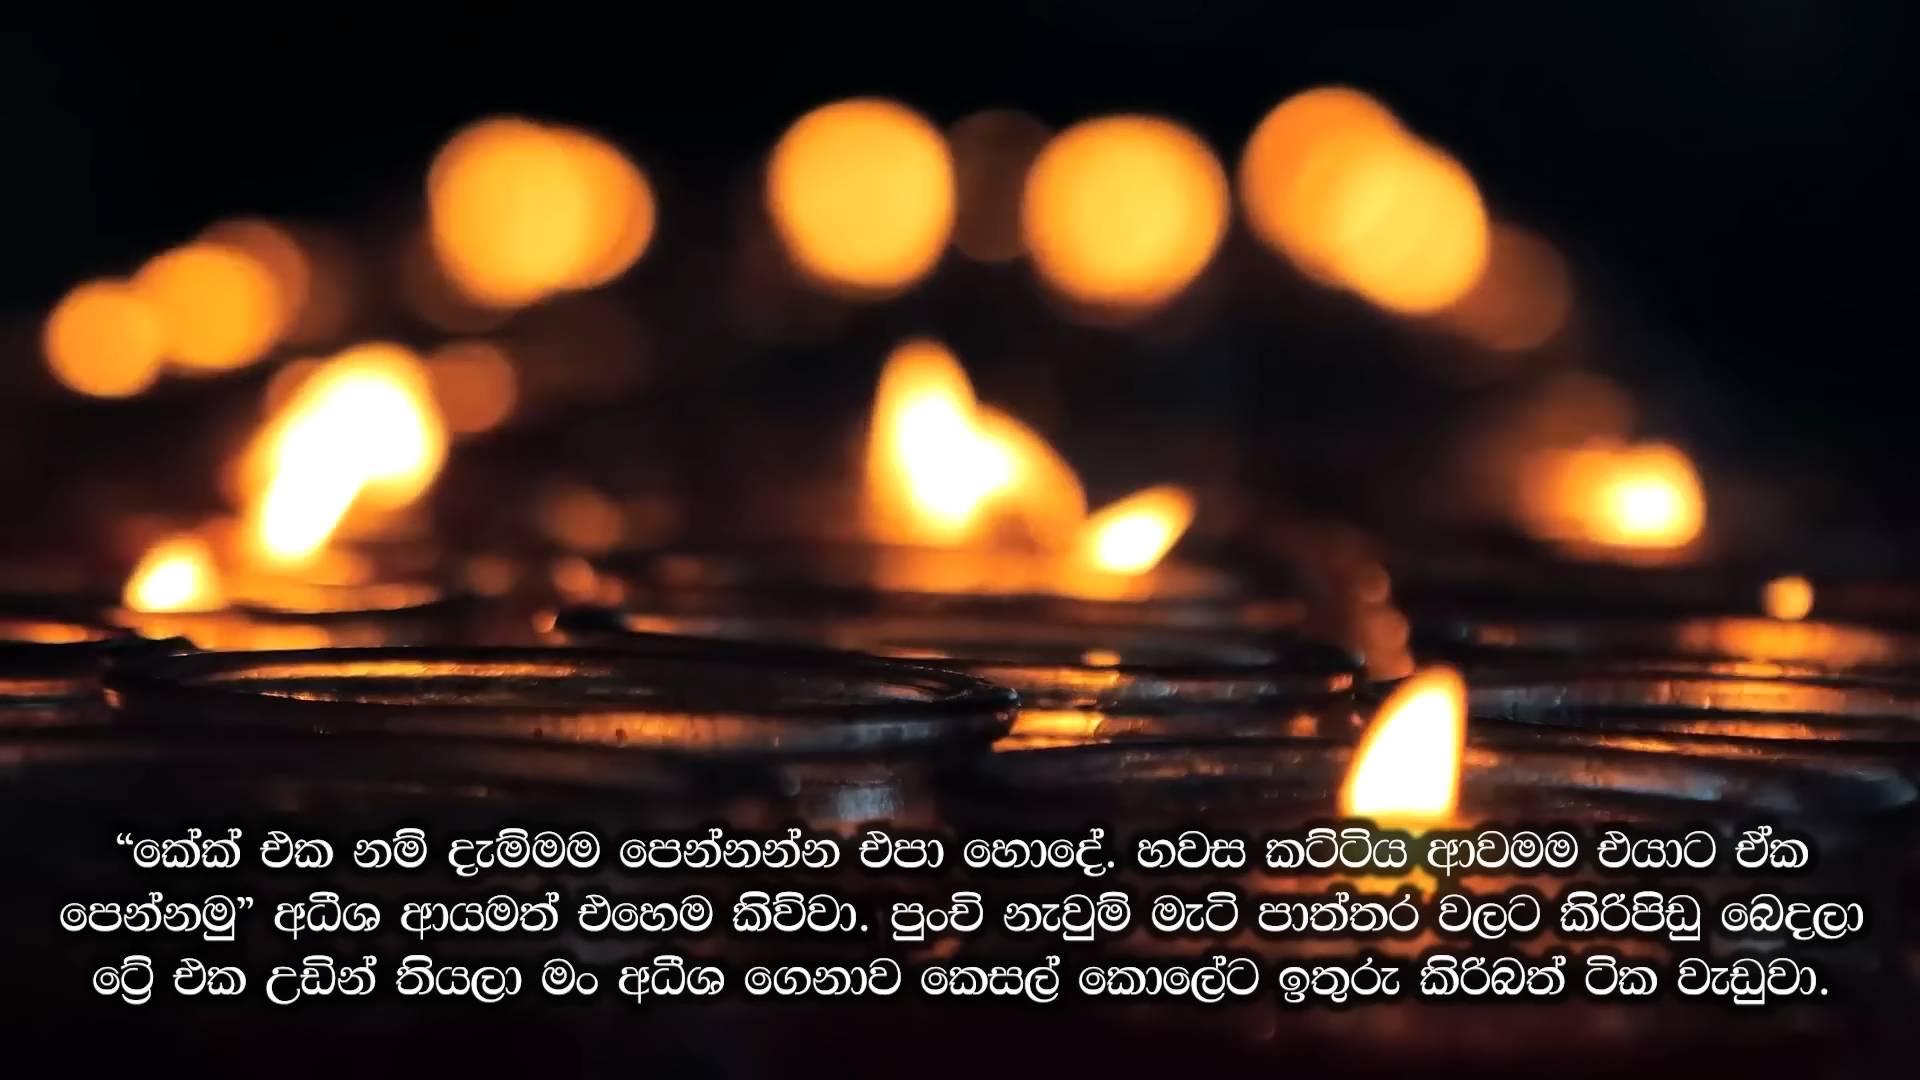 “කේක් එක නම් දැම්මම පෙන්නන්න එපා හොදේ. හවස කට්ටිය ආවමම එයාට ඒක
පෙන්නමු” අධීශ ආයමත් එහෙම කිව්වා. පුංචි නැවුම් මැටි පාත්තර වලට කිරිපිඩු බෙදලා
ට්‍රේ එක උඩින් තියලා මං අධීශ ගෙනාව කෙසල් කොලේට ඉතුරු කිරිබත් ටික වැඩුවා.